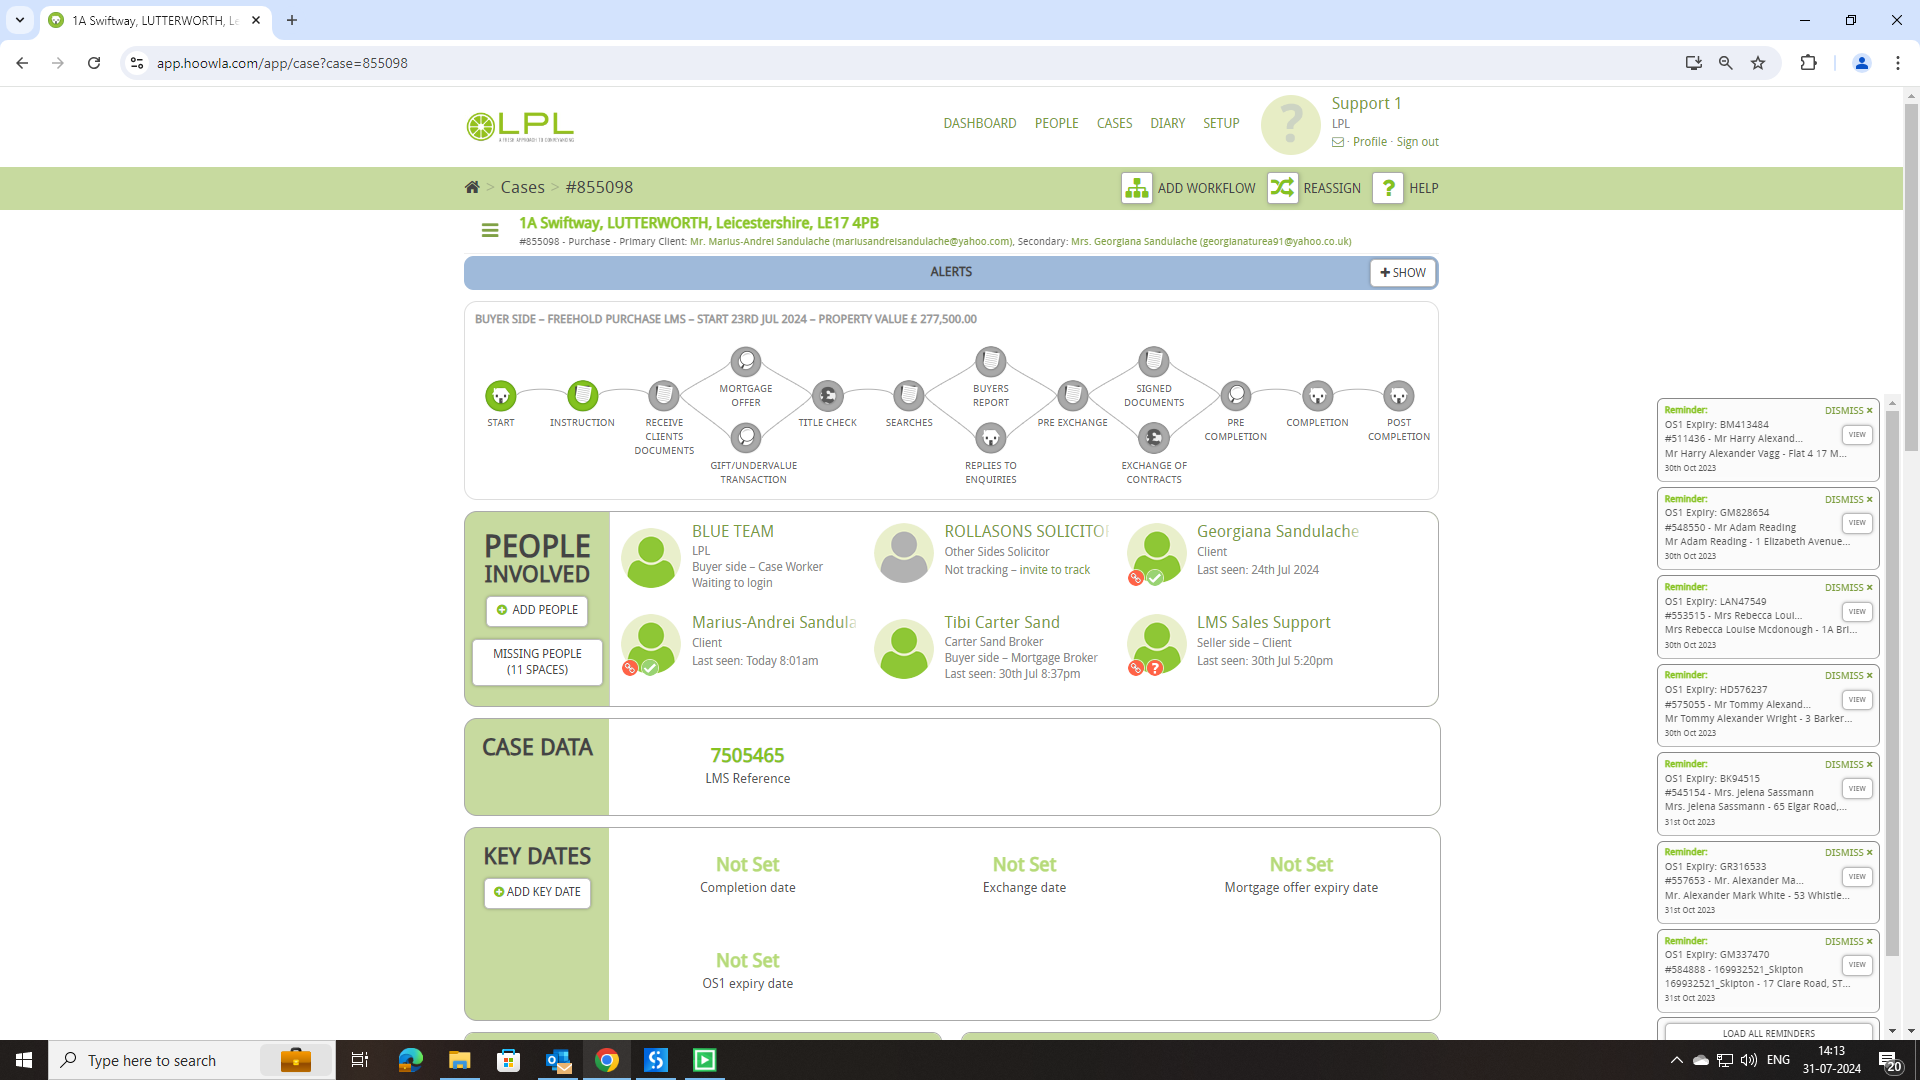 1A Swiftway, LUTTERWORTH, Le
app.hoowla.com/app/case?case=855098
LPL
DASHBOARD PEOPLE CASES DIARY SETUP
Support 1
LPL
· Profile · Sign out
> Cases > #855098
ADD WORKFLOW REASSIGN HELP
1A Swiftway, LUTTERWORTH, Leicestershire, LE17 4PB
#855098 - Purchase - Primary Client: Mr. Marius-Andrei Sandulache (mariusandreisandulache@yahoo.com), Secondary: Mrs. Georgiana Sandulache (georgianaturea91@yahoo.co.uk)
ALERTS
SHOW
BUYER SIDE – FREEHOLD PURCHASE LMS – START 23RD JUL 2024 – PROPERTY VALUE £ 277,500.00
START
INSTRUCTION
RECEIVE
CLIENTS
DOCUMENTS
MORTGAGE
OFFER
GIFT/UNDERVALUE
TRANSACTION
TITLE CHECK
SEARCHES
BUYERS
REPORT
REPLIES TO
ENQUIRIES
PRE EXCHANGE
SIGNED
DOCUMENTS
EXCHANGE OF
CONTRACTS
PRE
COMPLETION
COMPLETION
POST
COMPLETION
PEOPLE
INVOLVED
ADD PEOPLE
MISSING PEOPLE
(11 SPACES)
BLUE TEAM
LPL
Buyer side – Case Worker
Waiting to login
ROLLASONS SOLICITOR
Other Sides Solicitor
Not tracking – invite to track
Georgiana Sandulache
Client
Last seen: 24th Jul 2024
Marius-Andrei Sandula
Client
Last seen: Today 8:01am
Tibi Carter Sand
Carter Sand Broker
Buyer side – Mortgage Broker
Last seen: 30th Jul 8:37pm
LMS Sales Support
Seller side – Client
Last seen: 30th Jul 5:20pm
CASE DATA
7505465
LMS Reference
KEY DATES
ADD KEY DATE
Not Set
Completion date
Not Set
Exchange date
Not Set
Mortgage offer expiry date
Not Set
OS1 expiry date
Reminder: DISMISS ×
OS1 Expiry: BM413484
#511436 - Mr Harry Alexand...
VIEW
Mr Harry Alexander Vagg - Flat 4 17 M...
30th Oct 2023
Reminder: DISMISS ×
OS1 Expiry: GM828654
#548550 - Mr Adam Reading
VIEW
Mr Adam Reading - 1 Elizabeth Avenue...
30th Oct 2023
Reminder: DISMISS ×
OS1 Expiry: LAN47549
#553515 - Mrs Rebecca Loui...
VIEW
Mrs Rebecca Louise Mcdonough - 1A Bri...
30th Oct 2023
Reminder: DISMISS ×
OS1 Expiry: HD576237
#575055 - Mr Tommy Alexand...
VIEW
Mr Tommy Alexander Wright - 3 Barker...
30th Oct 2023
Reminder: DISMISS ×
OS1 Expiry: BK94515
#545154 - Mrs. Jelena Sassmann
VIEW
Mrs. Jelena Sassmann - 65 Elgar Road,...
31st Oct 2023
Reminder: DISMISS ×
OS1 Expiry: GR316533
#557653 - Mr. Alexander Ma...
VIEW
Mr. Alexander Mark White - 53 Whistle...
31st Oct 2023
Reminder: DISMISS ×
OS1 Expiry: GM337470
#584888 - 169932521_Skipton
VIEW
169932521_Skipton - 17 Clare Road, ST...
31st Oct 2023
LOAD ALL REMINDERS
Type here to search
ENG
14:13
31-07-2024
20